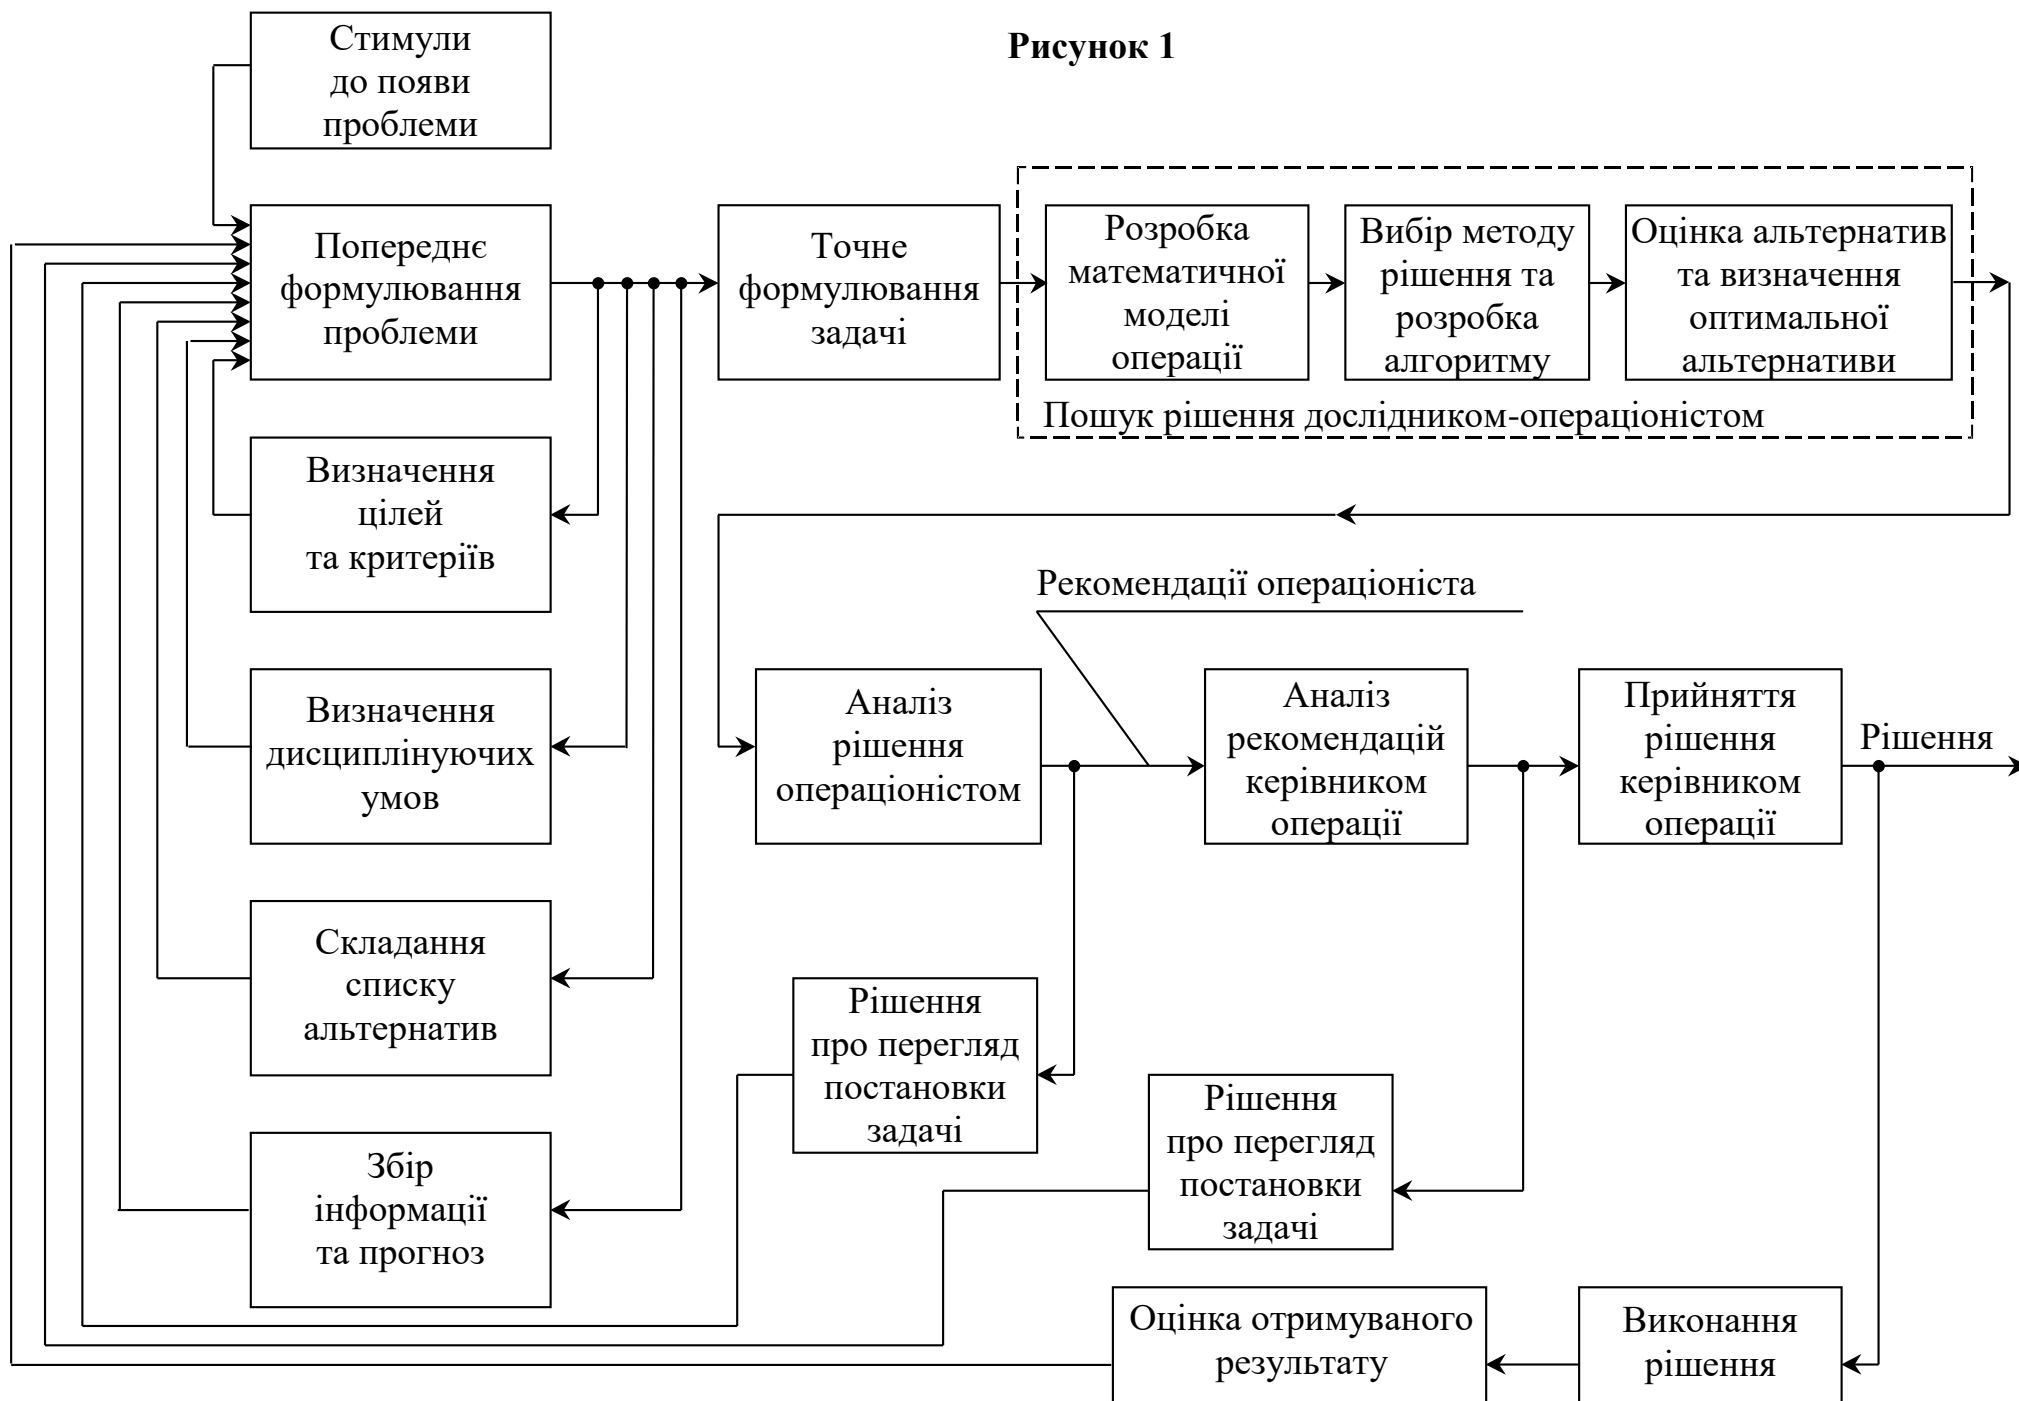 Рисунок 1
Стимули
до появи
проблеми
Попереднє
формулювання
проблеми
Точне
формулювання
задачі
Розробка
математичної
моделі
операції
Вибір методу
рішення та
розробка
алгоритму
Оцінка альтернатив
та визначення
оптимальної
альтернативи
Пошук рішення дослідником-операціоністом
Визначення
цілей
та критеріїв
Рекомендації операціоніста
Визначення
дисциплінуючих
умов
Аналіз
рішення
операціоністом
Аналіз
рекомендацій
керівником
операції
Прийняття
рішення
керівником
операції
Рішення
Складання
списку
альтернатив
Рішення
про перегляд
постановки
задачі
Рішення
про перегляд
постановки
задачі
Збір
інформації
та прогноз
Оцінка отримуваного
результату
Виконання
рішення